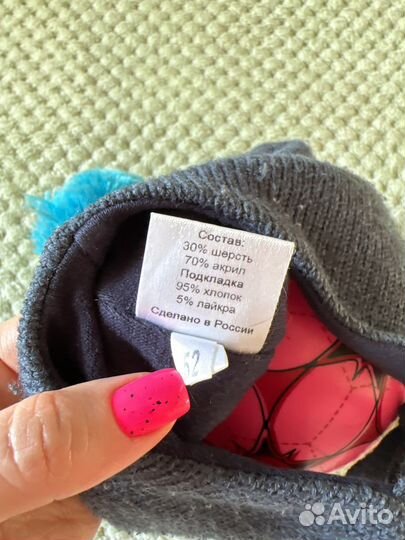 Состав:
30% шерсть
70% акрил
Подкладка
95% хлопок
5% лайкра
Сделано в России
52
Avito